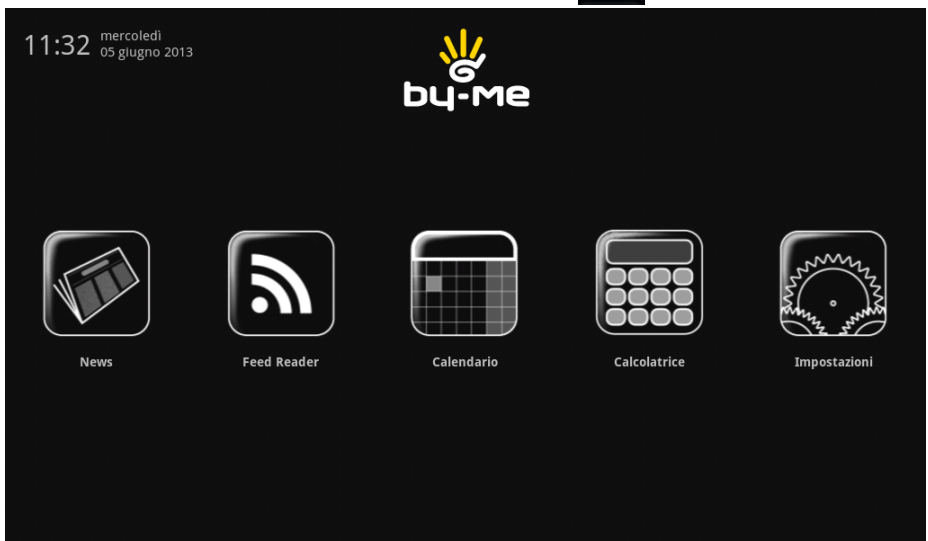 11:32
mercoledì
05 giugno 2013
by-me
News
Feed Reader
Calendario
Calcolatrice
Impostazioni